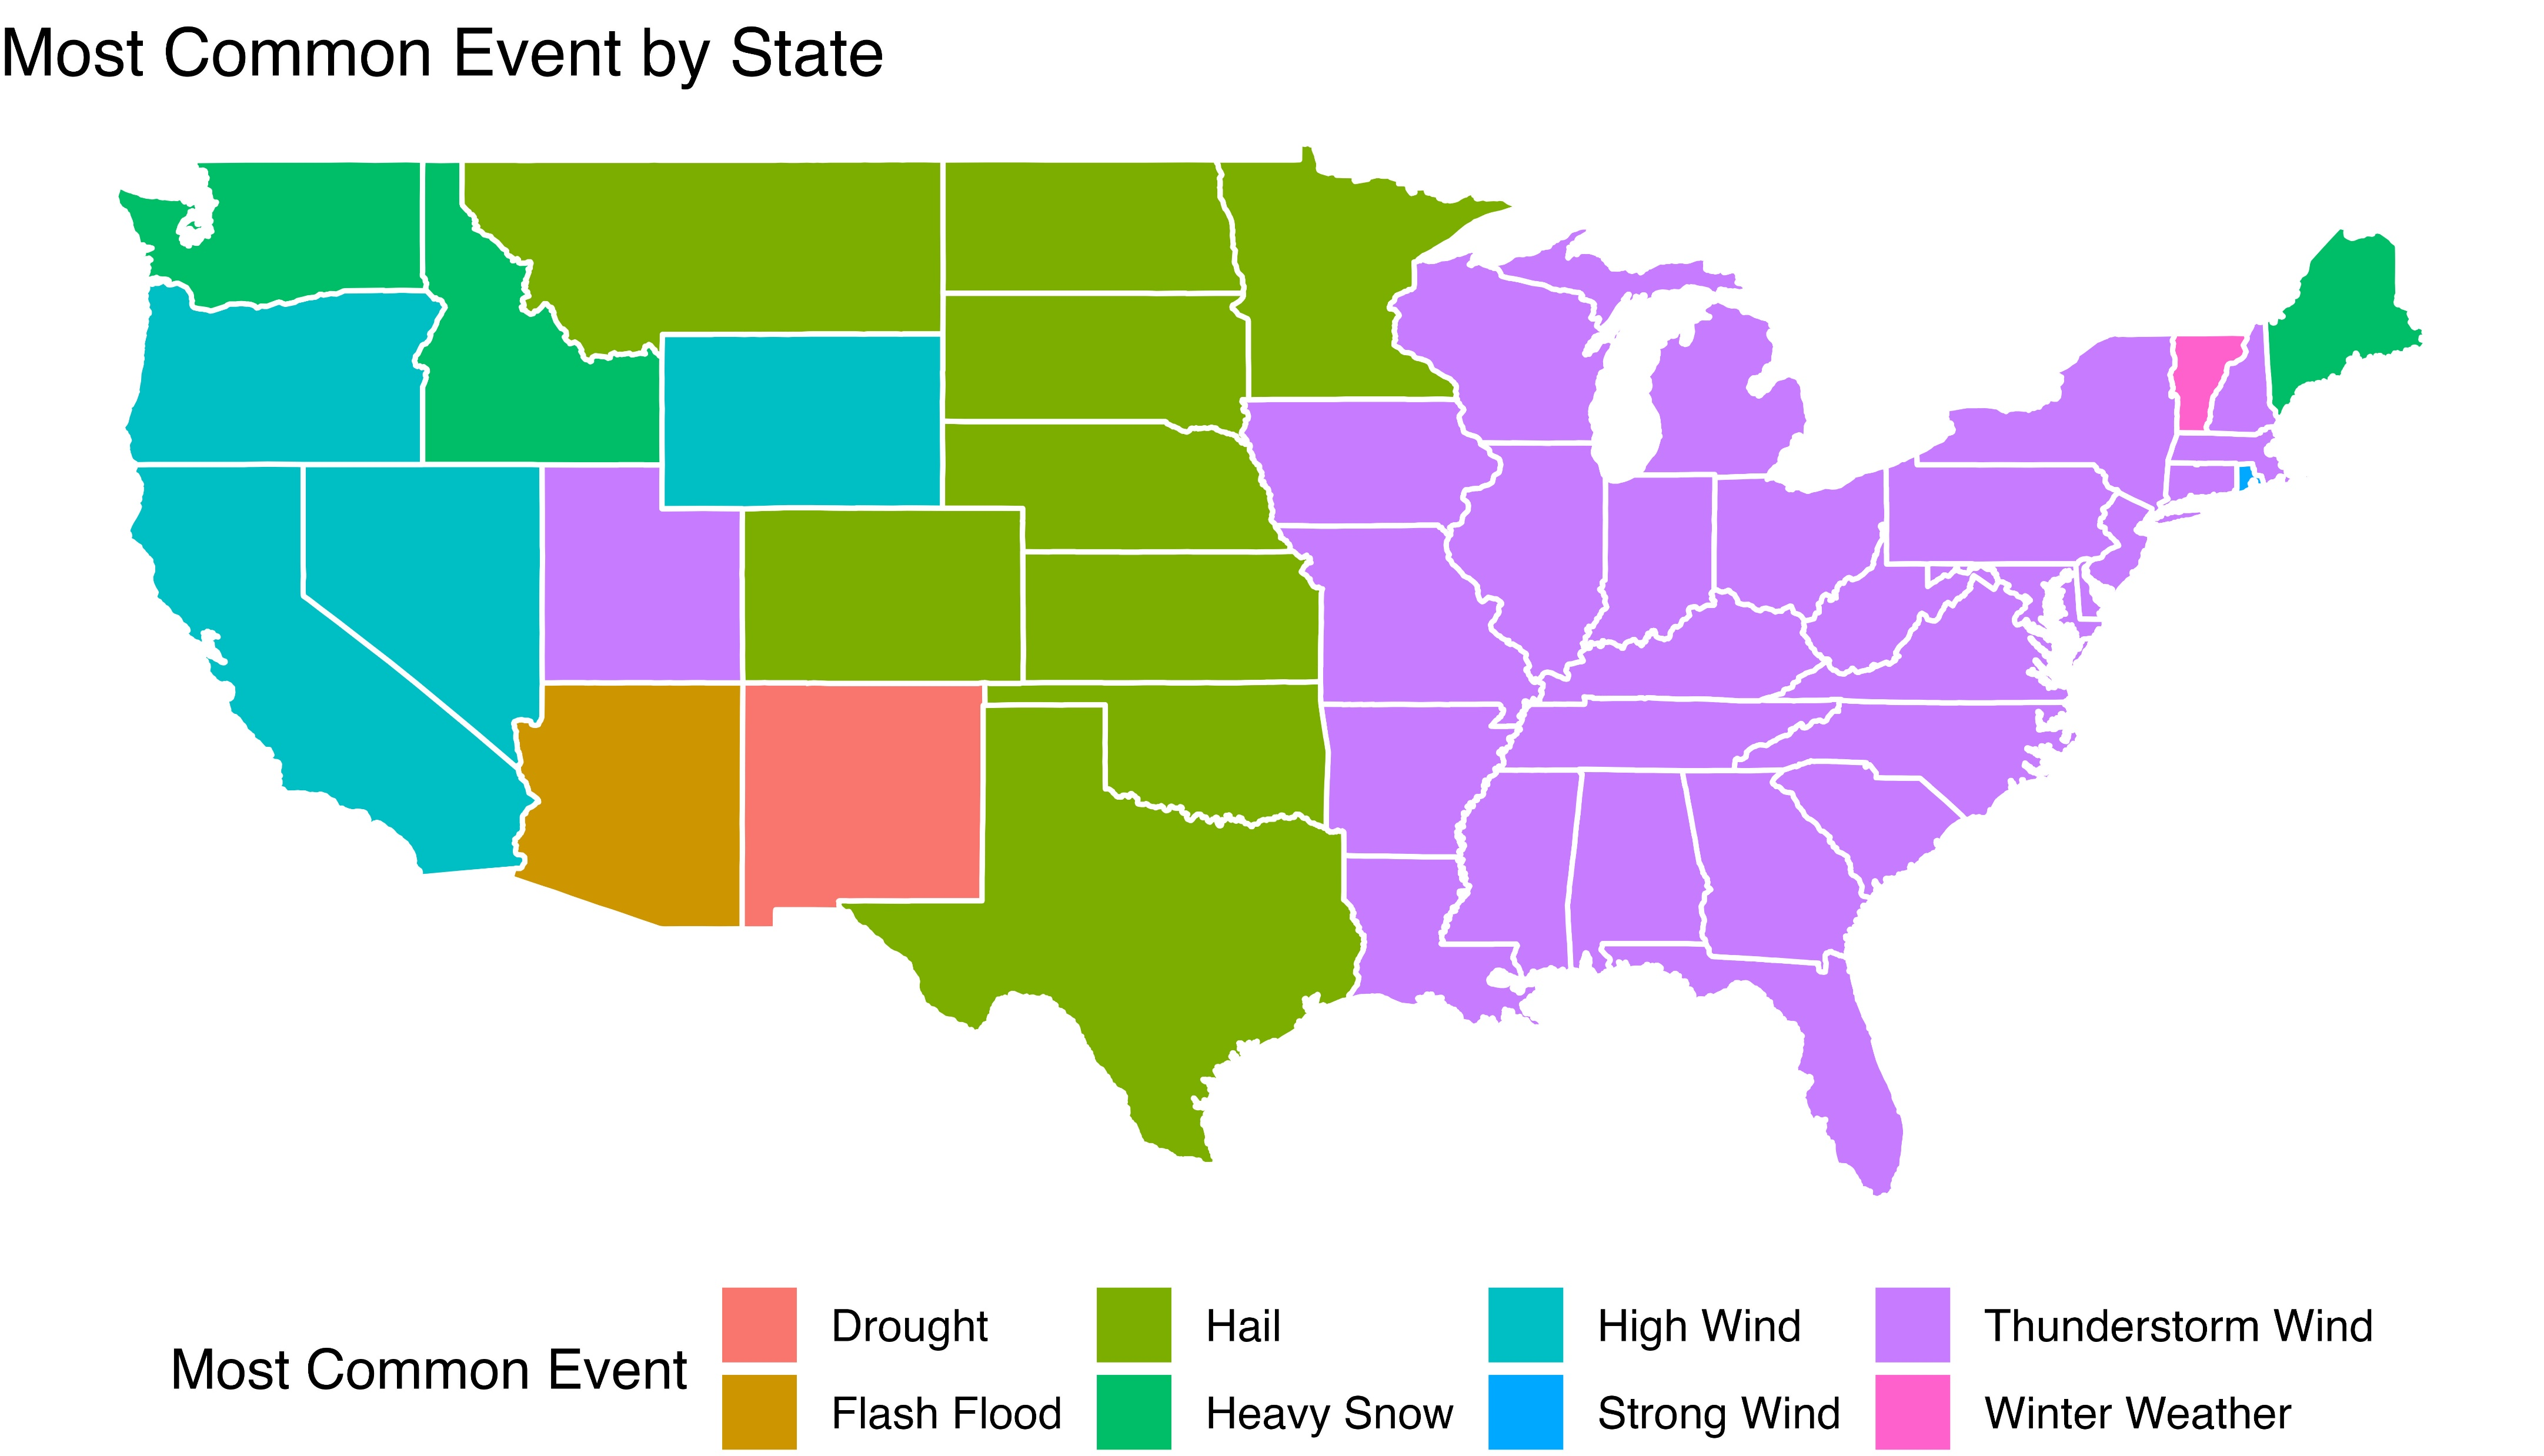 Most Common Event by State
Most Common Event
Drought
Flash Flood
Hail
Heavy Snow
High Wind
Strong Wind
Thunderstorm Wind
Winter Weather